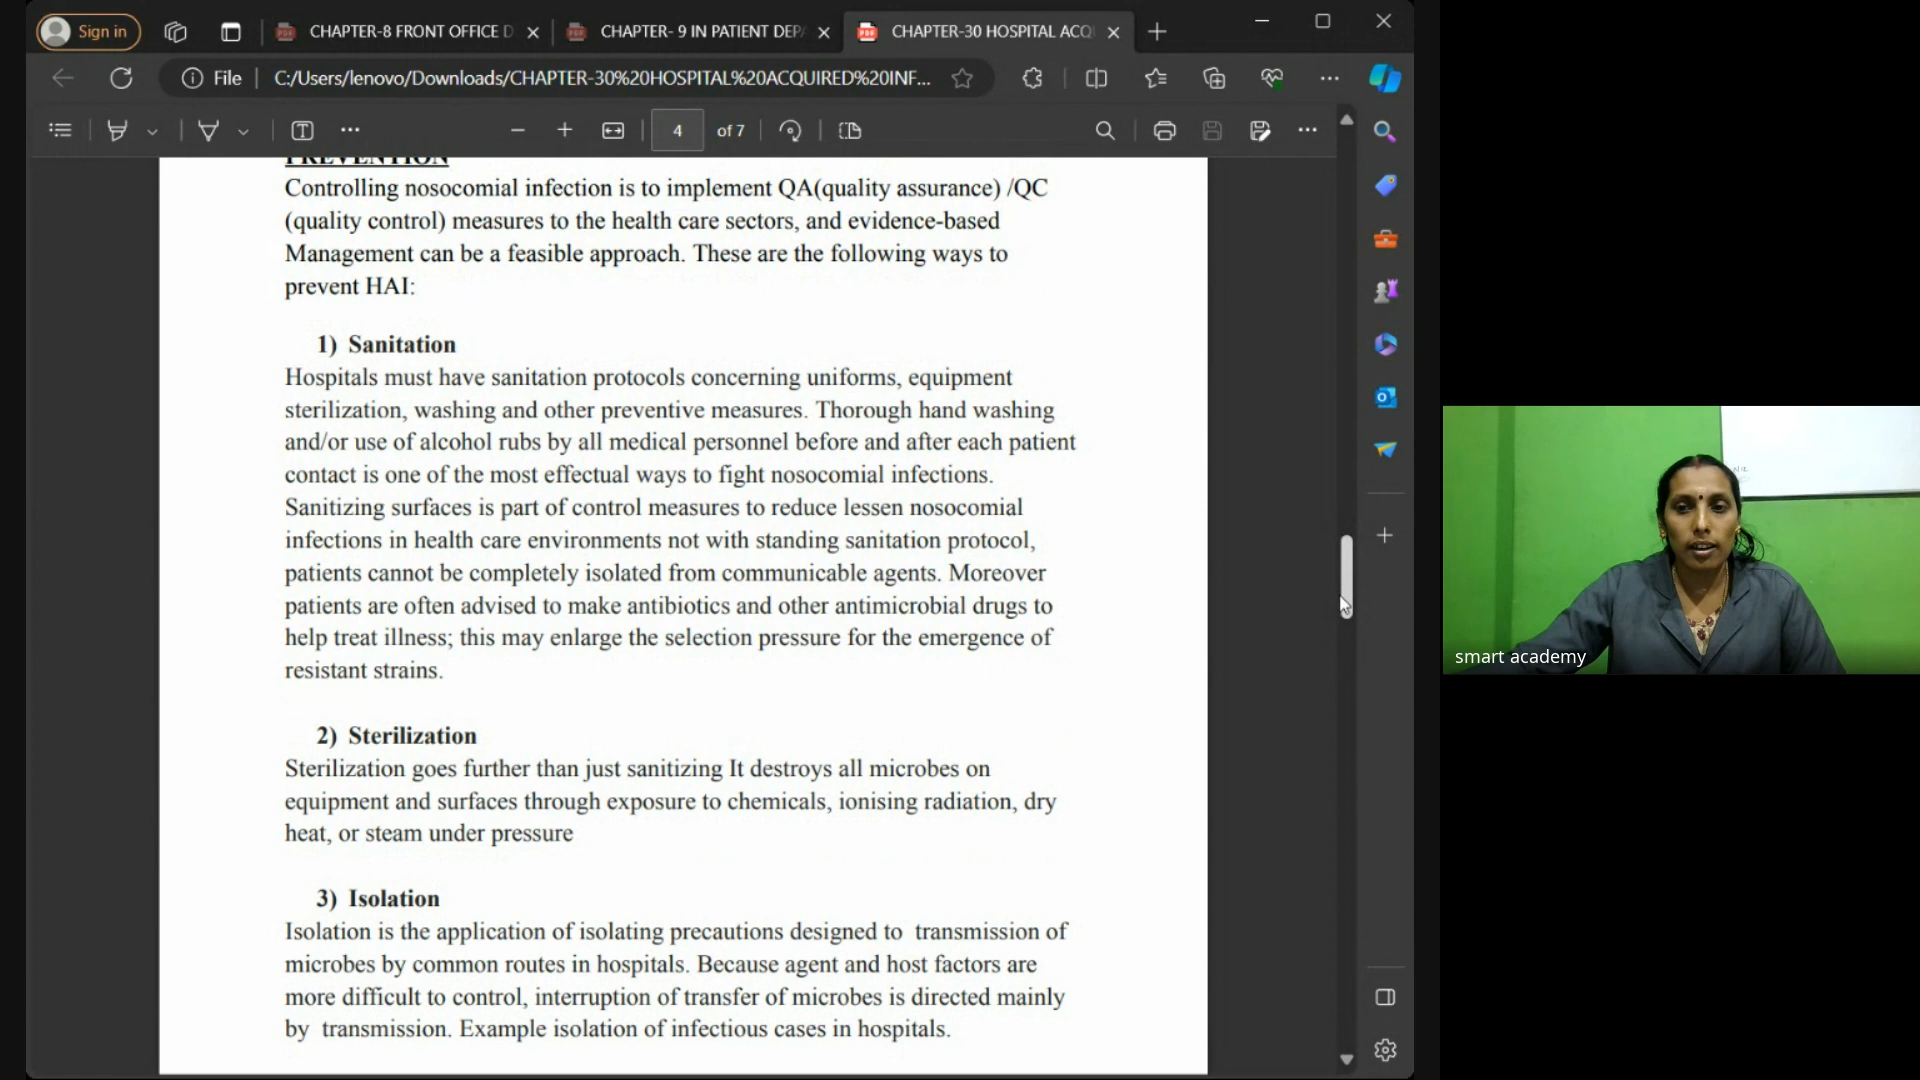 Sign in
CHAPTER-8 FRONT OFFICE D
CHAPTER- 9 IN PATIENT DEP
CHAPTER-30 HOSPITAL ACQ
File
C:/Users/lenovo/Downloads/CHAPTER-30%20HOSPITAL%20ACQUIRED%20INF...
4
of 7
PREVENTION
Controlling nosocomial infection is to implement QA(quality assurance) /QC
(quality control) measures to the health care sectors, and evidence-based
Management can be a feasible approach. These are the following ways to
prevent HAI:
1) Sanitation
Hospitals must have sanitation protocols concerning uniforms, equipment
sterilization, washing and other preventive measures. Thorough hand washing
and/or use of alcohol rubs by all medical personnel before and after each patient
contact is one of the most effectual ways to fight nosocomial infections.
Sanitizing surfaces is part of control measures to reduce lessen nosocomial
infections in health care environments not with standing sanitation protocol,
patients cannot be completely isolated from communicable agents. Moreover
patients are often advised to make antibiotics and other antimicrobial drugs to
help treat illness; this may enlarge the selection pressure for the emergence of
resistant strains.
2) Sterilization
Sterilization goes further than just sanitizing It destroys all microbes on
equipment and surfaces through exposure to chemicals, ionising radiation, dry
heat, or steam under pressure
3) Isolation
Isolation is the application of isolating precautions designed to  transmission of
microbes by common routes in hospitals. Because agent and host factors are
more difficult to control, interruption of transfer of microbes is directed mainly
by  transmission. Example isolation of infectious cases in hospitals.
smart academy